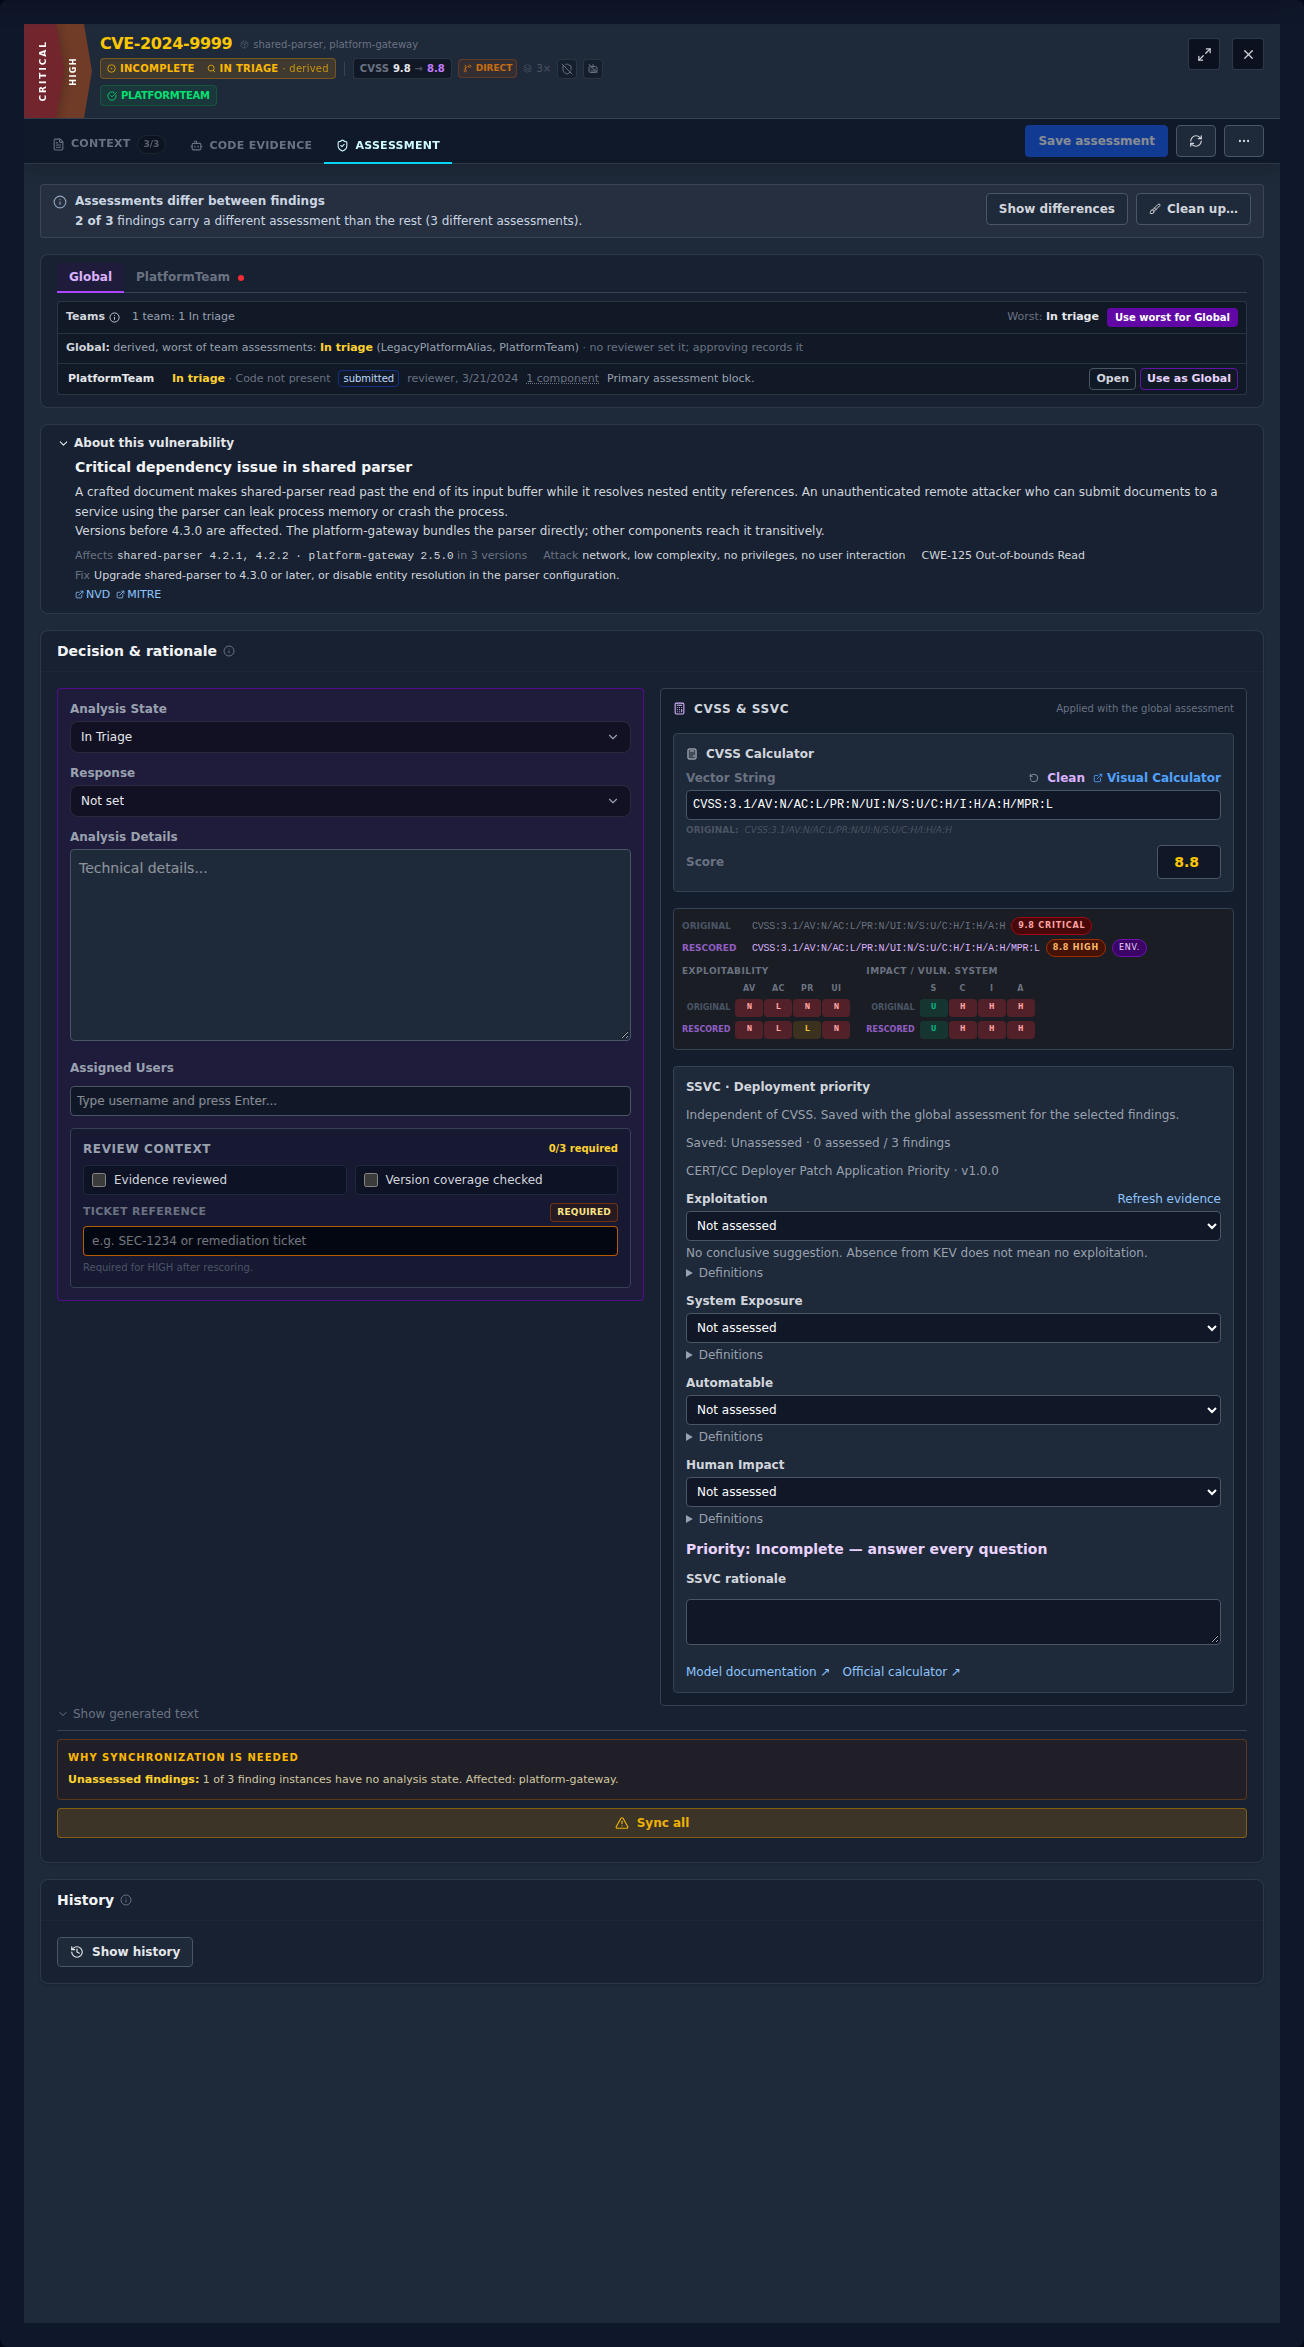 CRITICAL
HIGH
CVE-2024-9999 shared-parser, platform-gateway
INCOMPLETE IN TRIAGE · derived CVSS 9.8 → 8.8 DIRECT 3×
PLATFORMTEAM
CONTEXT 3/3 CODE EVIDENCE ASSESSMENT Save assessment ...
Assessments differ between findings
2 of 3 findings carry a different assessment than the rest (3 different assessments).
Show differences Clean up...
Global PlatformTeam
Teams 1 team: 1 In triage Worst: In triage Use worst for Global
Global: derived, worst of team assessments: In triage (LegacyPlatformAlias, PlatformTeam) · no reviewer set it; approving records it
PlatformTeam In triage · Code not present submitted reviewer, 3/21/2024 1 component Primary assessment block. Open Use as Global
About this vulnerability
Critical dependency issue in shared parser
A crafted document makes shared-parser read past the end of its input buffer while it resolves nested entity references. An unauthenticated remote attacker who can submit documents to a
service using the parser can leak process memory or crash the process.
Versions before 4.3.0 are affected. The platform-gateway bundles the parser directly; other components reach it transitively.
Affects shared-parser 4.2.1, 4.2.2 · platform-gateway 2.5.0 in 3 versions Attack network, low complexity, no privileges, no user interaction CWE-125 Out-of-bounds Read
Fix Upgrade shared-parser to 4.3.0 or later, or disable entity resolution in the parser configuration.
NVD MITRE
Decision & rationale
Analysis State
In Triage
Response
Not set
Analysis Details
Technical details...
Assigned Users
Type username and press Enter...
REVIEW CONTEXT 0/3 required
Evidence reviewed Version coverage checked
TICKET REFERENCE REQUIRED
e.g. SEC-1234 or remediation ticket
Required for HIGH after rescoring.
CVSS & SSVC Applied with the global assessment
CVSS Calculator
Vector String Clean Visual Calculator
CVSS:3.1/AV:N/AC:L/PR:N/UI:N/S:U/C:H/I:H/A:H/MPR:L
ORIGINAL: CVSS:3.1/AV:N/AC:L/PR:N/UI:N/S:U/C:H/I:H/A:H
Score 8.8
ORIGINAL CVSS:3.1/AV:N/AC:L/PR:N/UI:N/S:U/C:H/I:H/A:H 9.8 CRITICAL
RESCORED CVSS:3.1/AV:N/AC:L/PR:N/UI:N/S:U/C:H/I:H/A:H/MPR:L 8.8 HIGH ENV.
EXPLOITABILITY IMPACT / VULN. SYSTEM
AV AC PR UI S C I A
ORIGINAL N L N N ORIGINAL U H H H
RESCORED N L L N RESCORED U H H H
SSVC · Deployment priority
Independent of CVSS. Saved with the global assessment for the selected findings.
Saved: Unassessed · 0 assessed / 3 findings
CERT/CC Deployer Patch Application Priority · v1.0.0
Exploitation Refresh evidence
Not assessed
No conclusive suggestion. Absence from KEV does not mean no exploitation.
Definitions
System Exposure
Not assessed
Definitions
Automatable
Not assessed
Definitions
Human Impact
Not assessed
Definitions
Priority: Incomplete — answer every question
SSVC rationale
Model documentation ↗ Official calculator ↗
Show generated text
WHY SYNCHRONIZATION IS NEEDED
Unassessed findings: 1 of 3 finding instances have no analysis state. Affected: platform-gateway.
Sync all
History
Show history